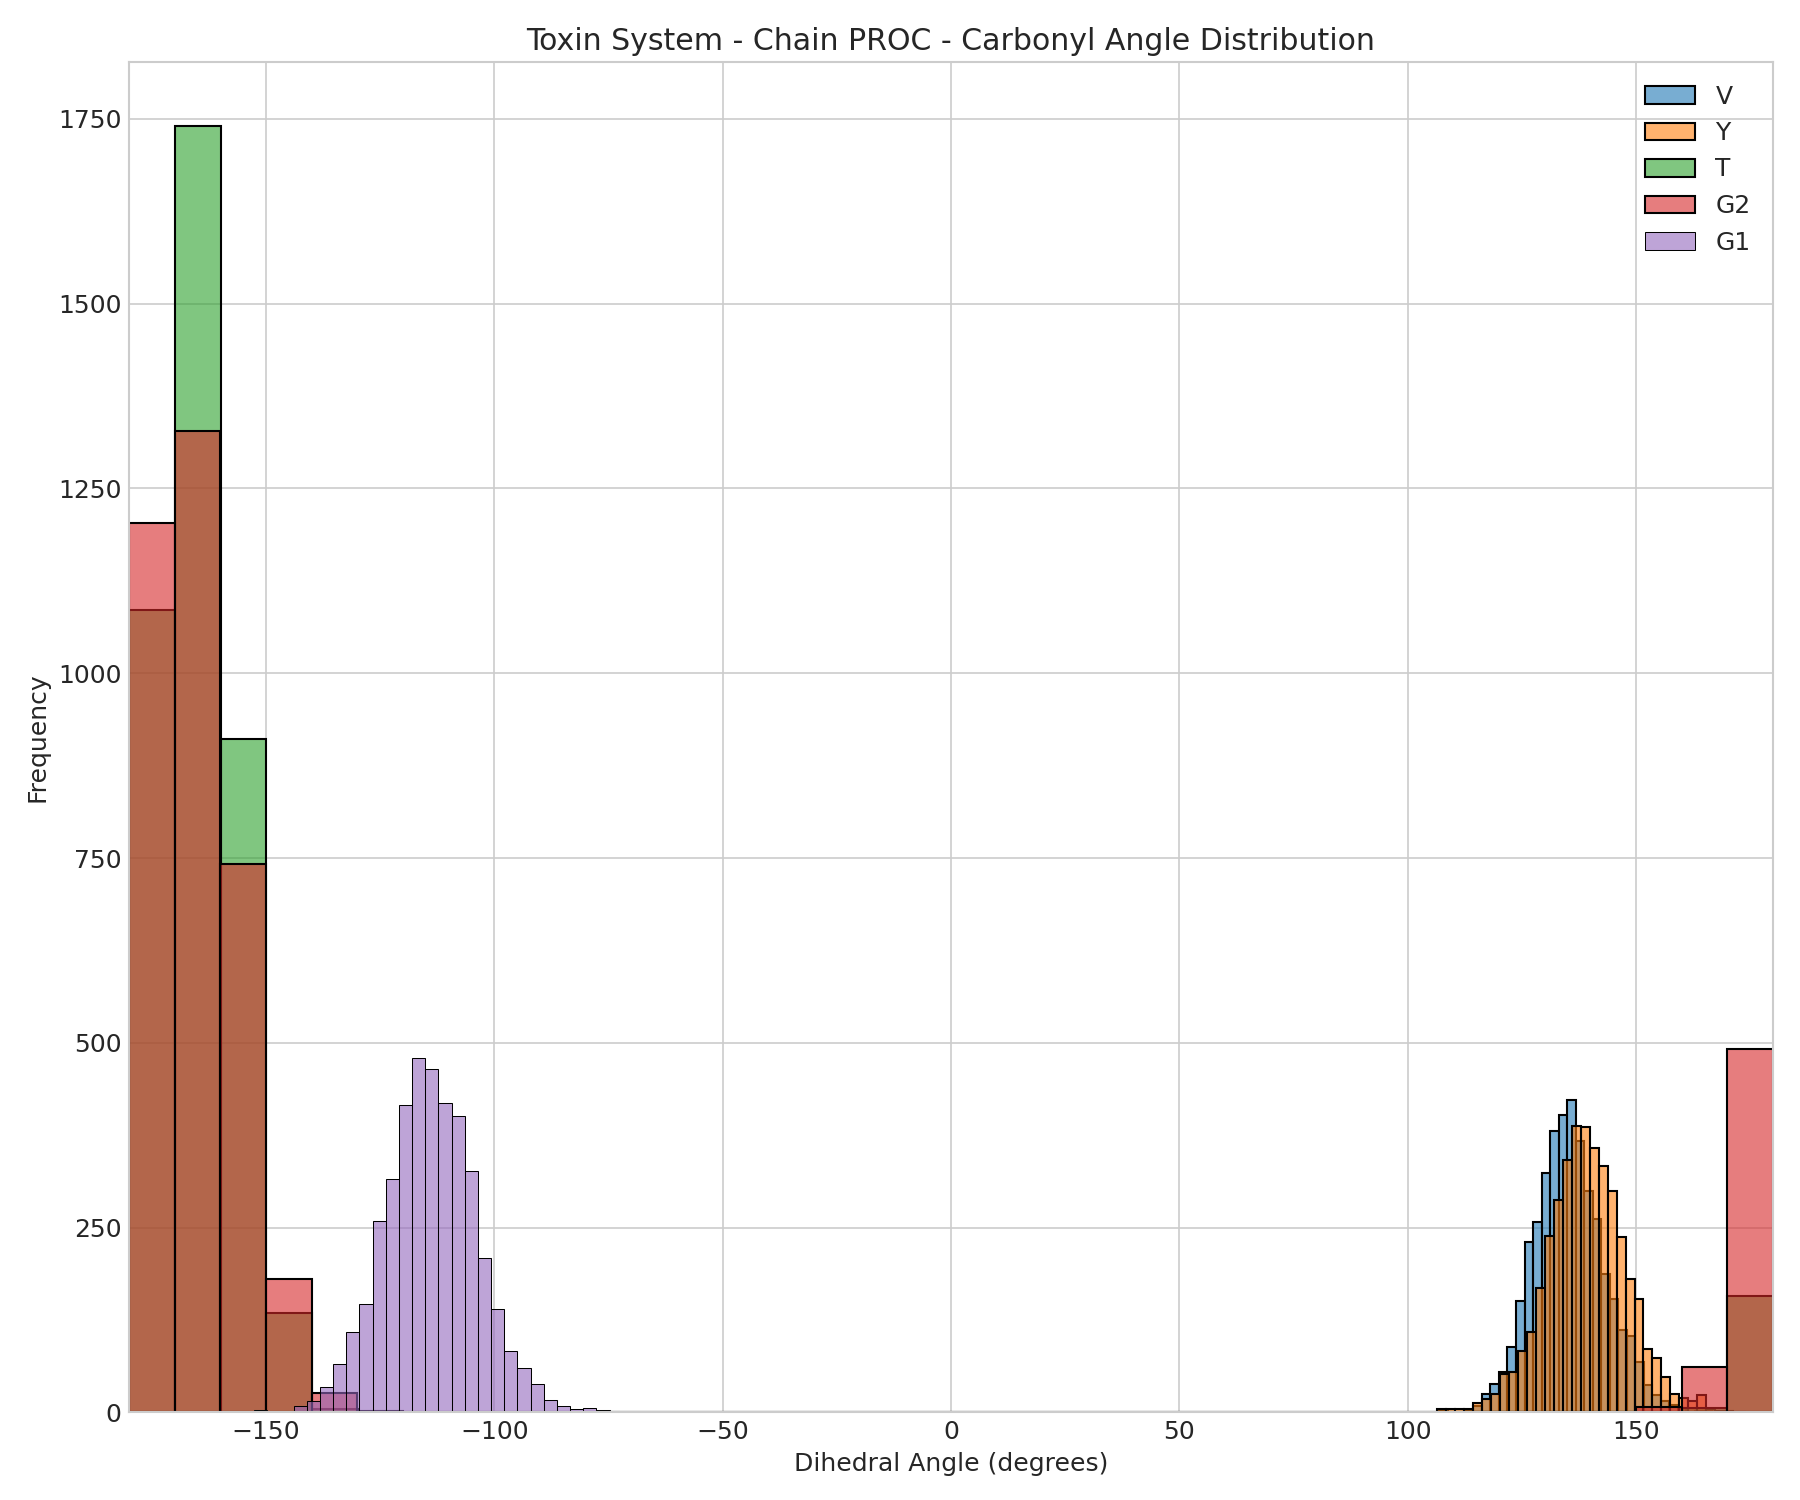 Toxin System - Chain PROC - Carbonyl Angle Distribution
V
Y
T
G2
G1
1750
1500
1250
1000
750
500
250
0
Frequency
−150
−100
−50
0
50
100
150
Dihedral Angle (degrees)